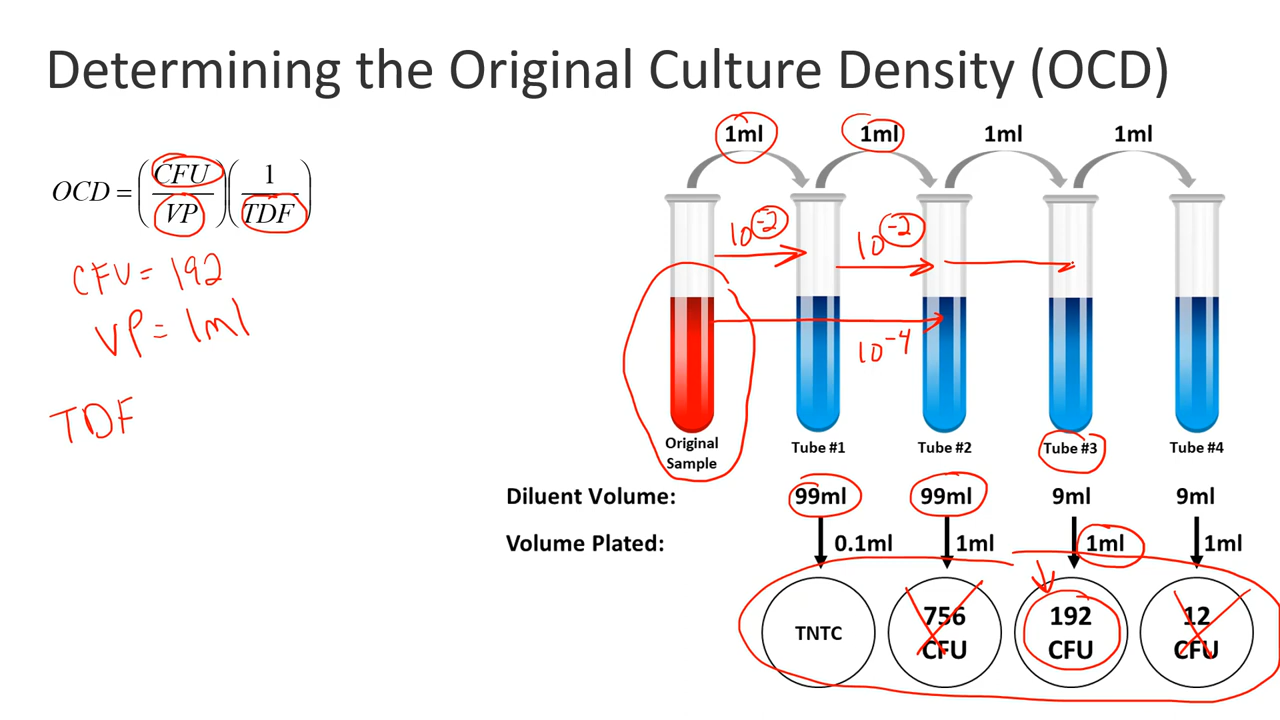 Determining the Original Culture Density (OCD)
OCD = (CFU/VP)(1/TDF)
CFU = 192
VP = 1ml
TDF
1ml 1ml 1ml 1ml
10^-2 10^-2
10^-4
Original Sample Tube #1 Tube #2 Tube #3 Tube #4
Diluent Volume: 99ml 99ml 9ml 9ml
Volume Plated: 0.1ml 1ml 1ml 1ml
TNTC 756 CFU 192 CFU 12 CFU